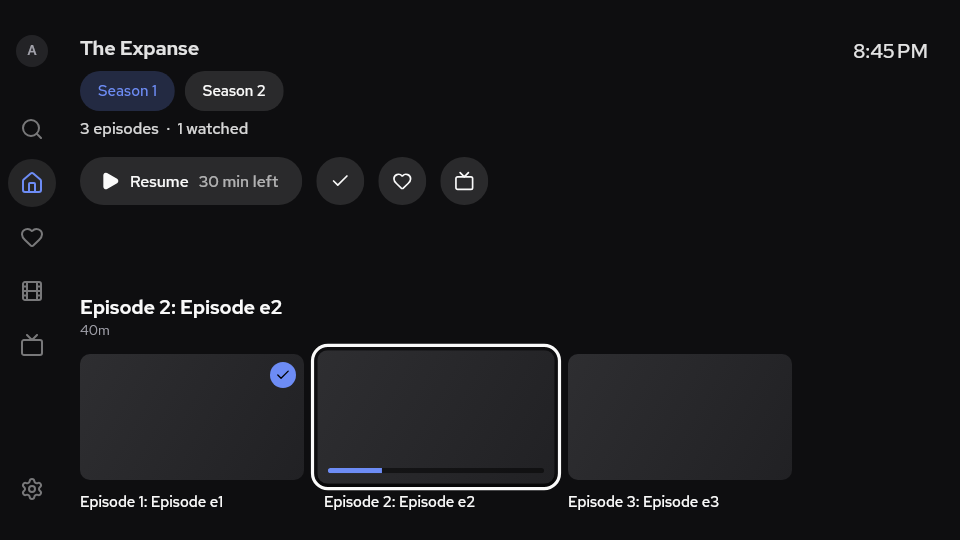 A
The Expanse
8:45 PM
Season 1
Season 2
3 episodes · 1 watched
Resume 30 min left
Episode 2: Episode e2
40m
Episode 1: Episode e1
Episode 2: Episode e2
Episode 3: Episode e3